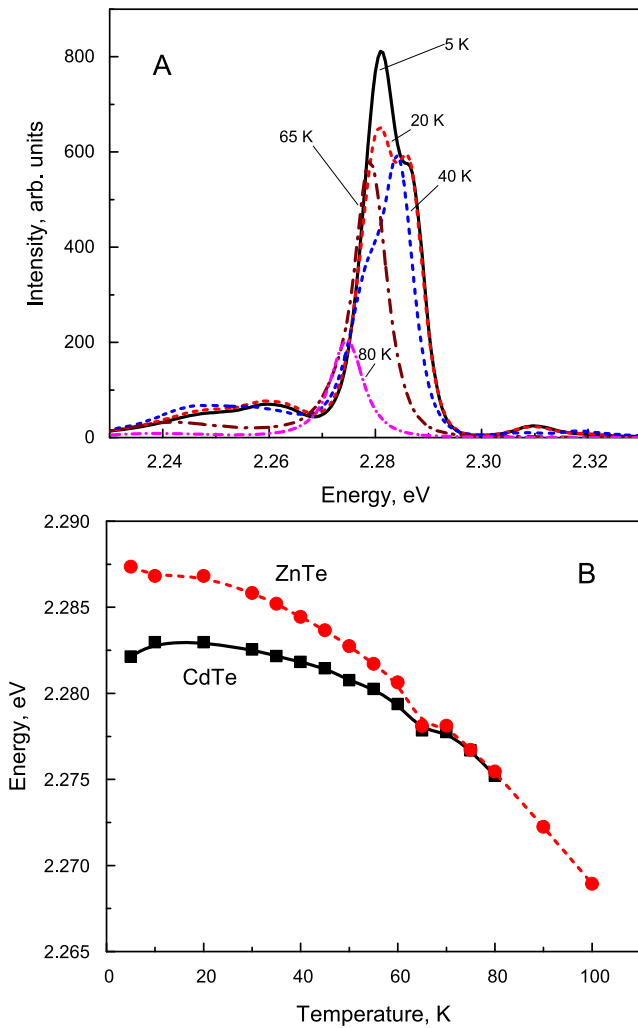 A
5 K
800
20 K
65 K
600
40 K
400
200
80 K
0
2.24
2.26
2.28
2.30
2.32
Intensity, arb. units
Energy, eV
2.290
ZnTe
B
2.285
CdTe
2.280
2.275
2.270
2.265
0
20
40
60
80
100
Energy, eV
Temperature, K